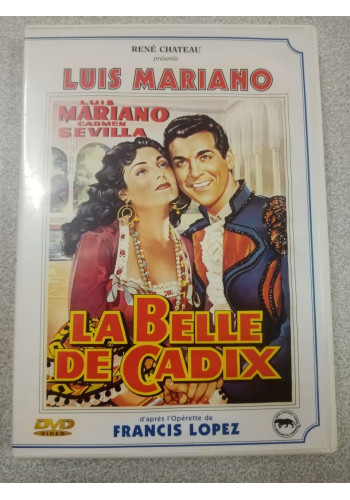 RENÉ CHATEAU
présente
LUIS MARIANO
LUIS
MARIANO
CARMEN
SEVILLA
LA BELLE
DE CADIX
DVD
VIDEO
d'après l'Opérette de
FRANCIS LOPEZ